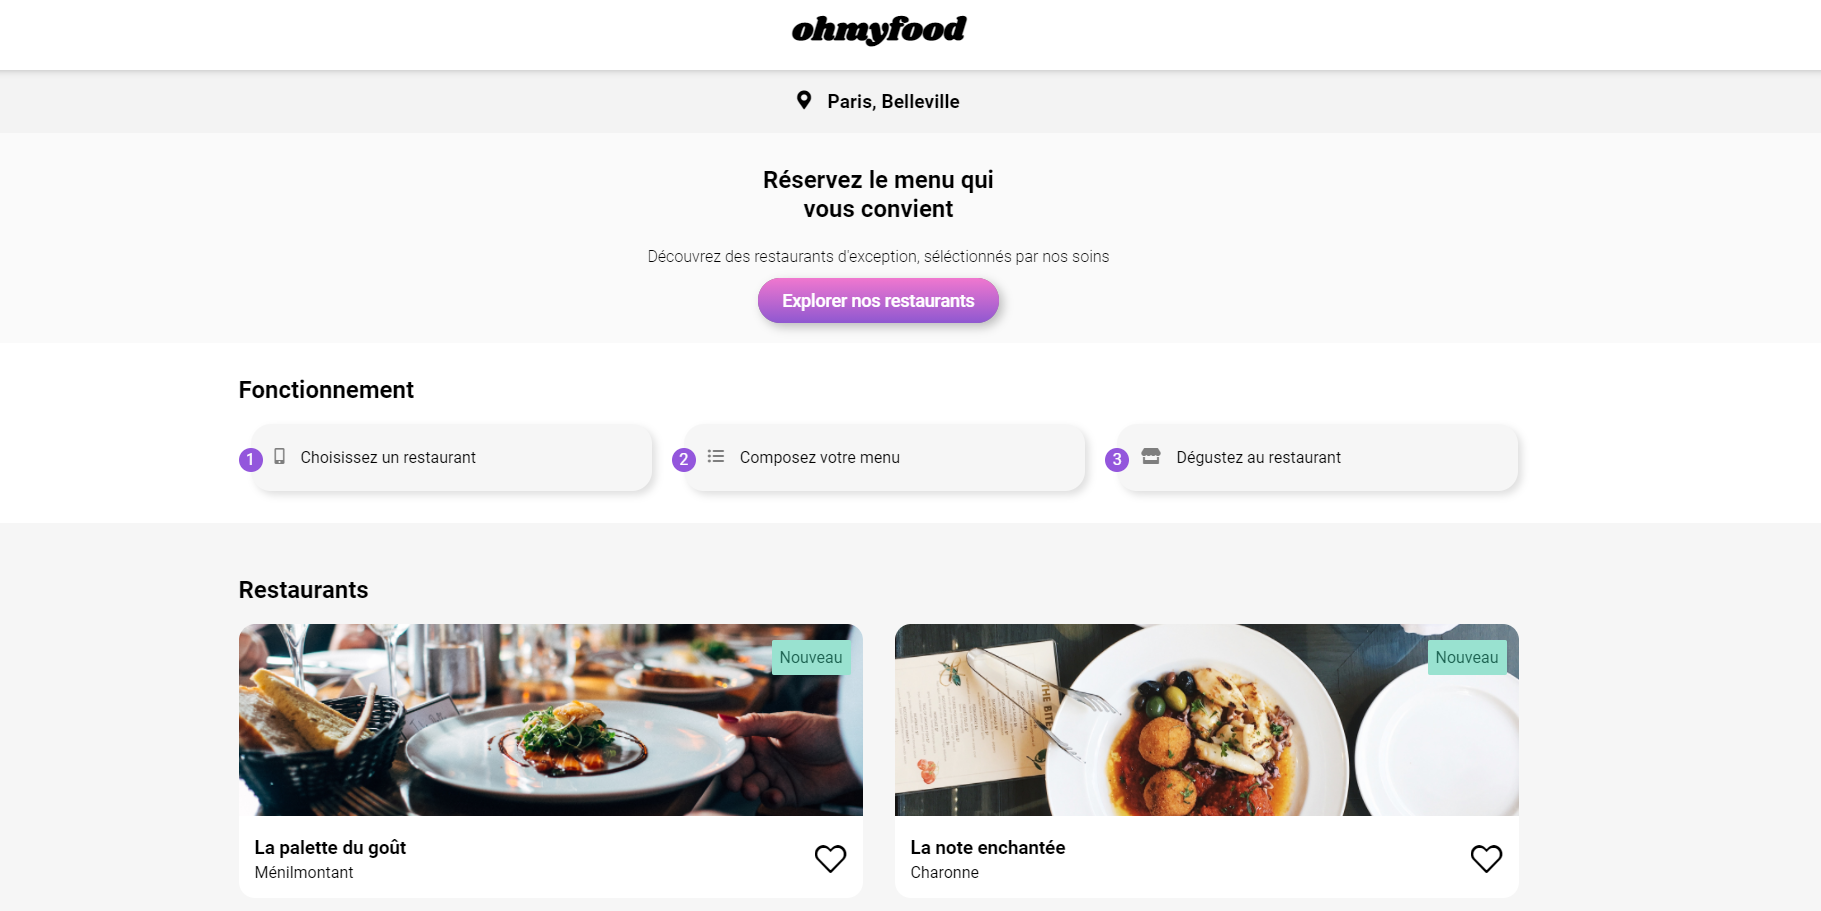 ohmyfood
Paris, Belleville
Réservez le menu qui
vous convient
Découvrez des restaurants d'exception, séléctionnés par nos soins
Explorer nos restaurants
Fonctionnement
1 Choisissez un restaurant
2 Composez votre menu
3 Dégustez au restaurant
Restaurants
Nouveau
Nouveau
THE BITE
La palette du goût
Ménilmontant
La note enchantée
Charonne